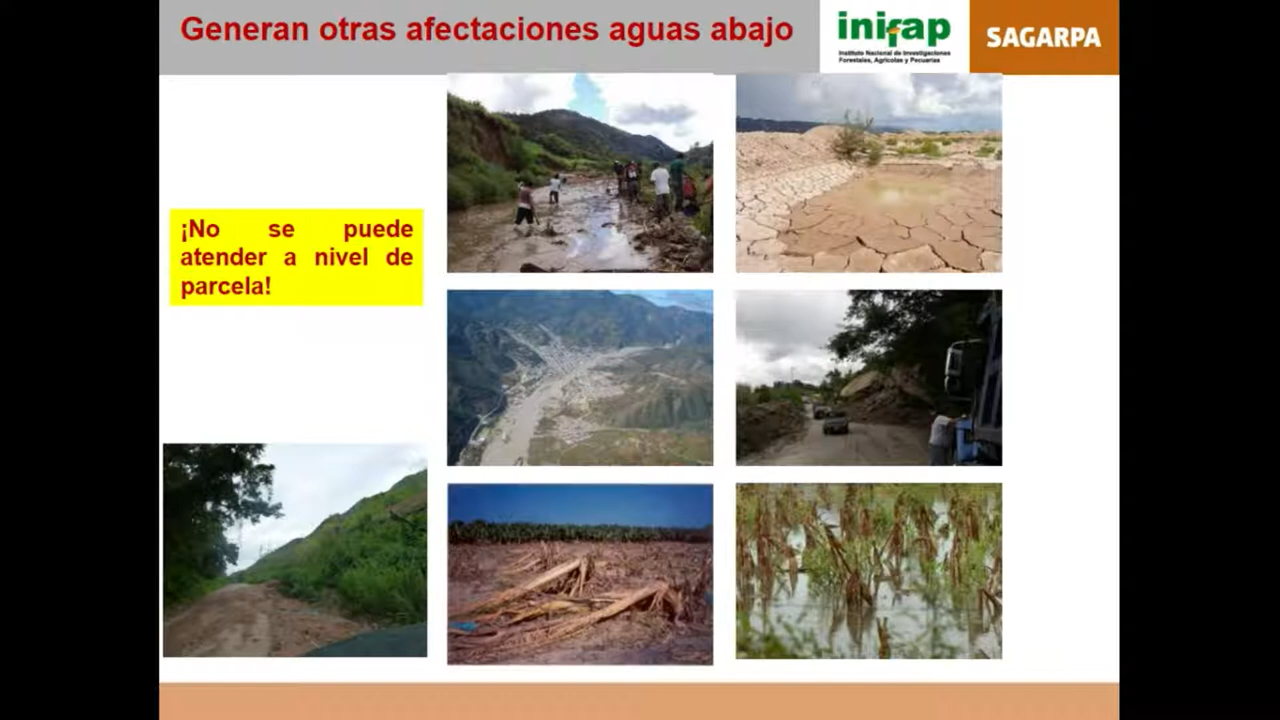 Generan otras afectaciones aguas abajo
inifap
Instituto Nacional de Investigaciones
Forestales, Agrícolas y Pecuarias
SAGARPA
¡No se puede
atender a nivel de
parcela!